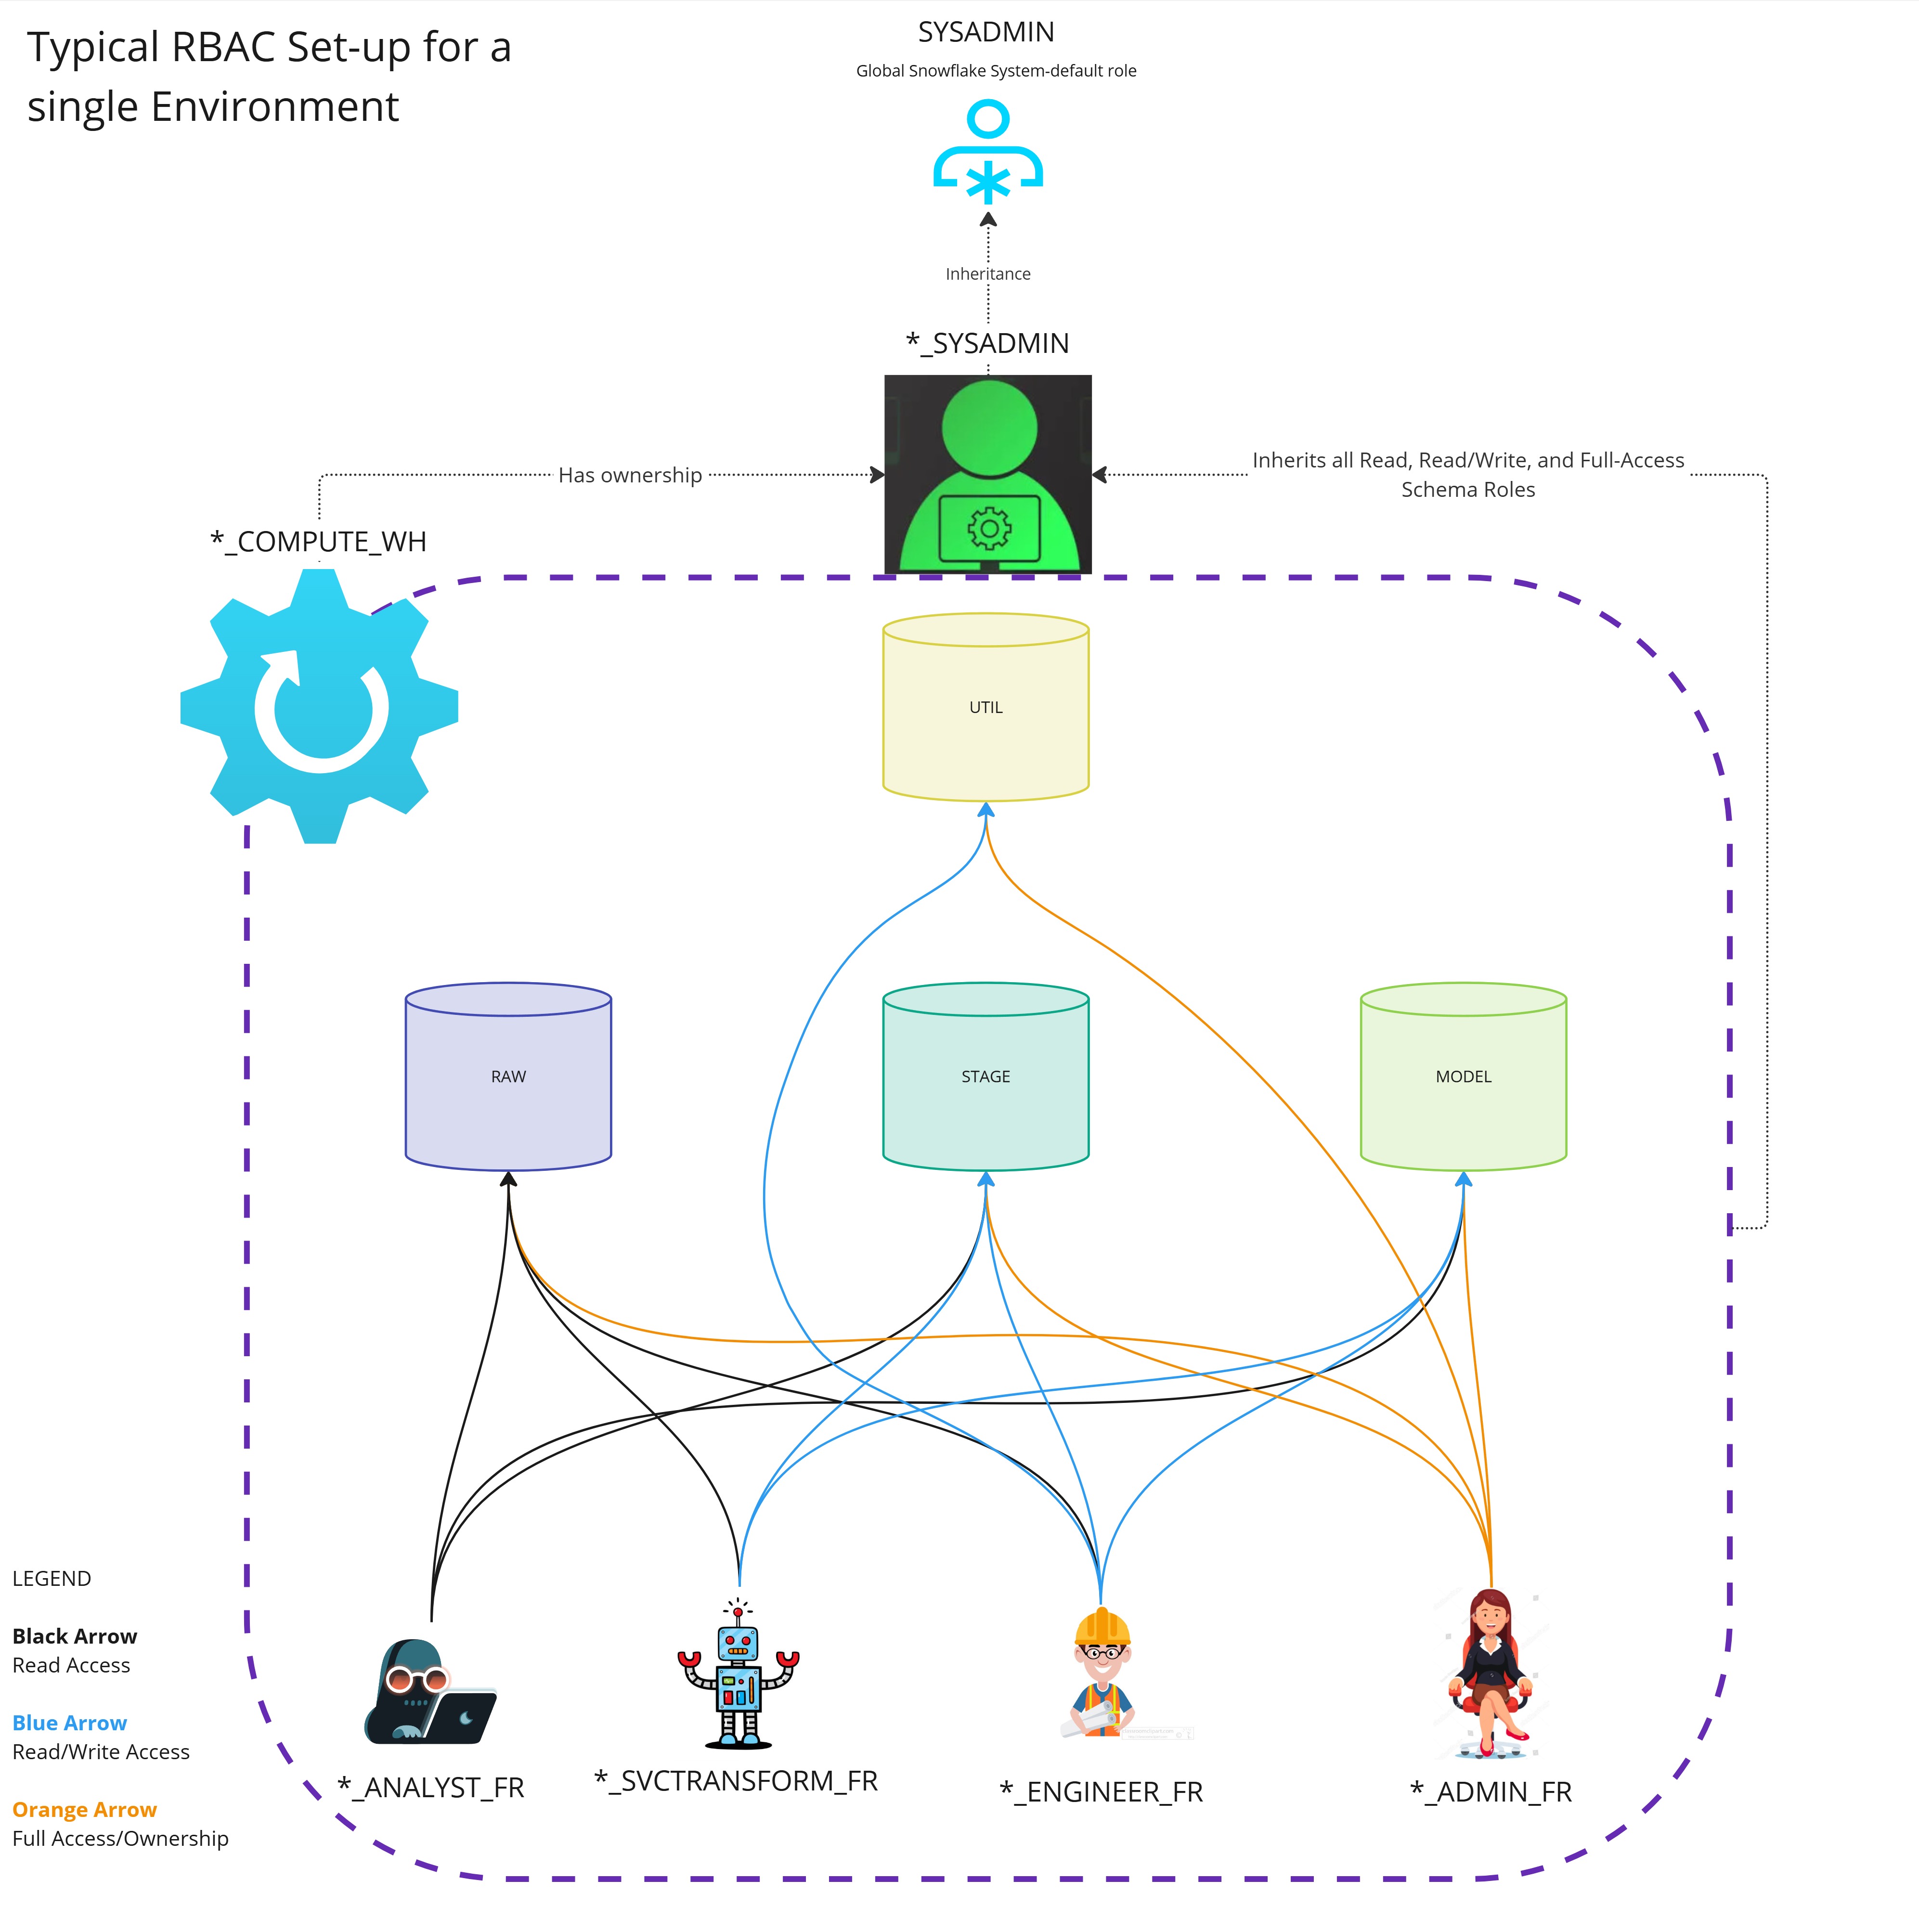 Typical RBAC Set-up for a
single Environment
SYSADMIN
Global Snowflake System-default role
Inheritance
*_SYSADMIN
Has ownership
Inherits all Read, Read/Write, and Full-Access
Schema Roles
*_COMPUTE_WH
UTIL
RAW
STAGE
MODEL
LEGEND
Black Arrow
Read Access
Blue Arrow
Read/Write Access
Orange Arrow
Full Access/Ownership
*_ANALYST_FR
*_SVCTRANSFORM_FR
*_ENGINEER_FR
*_ADMIN_FR